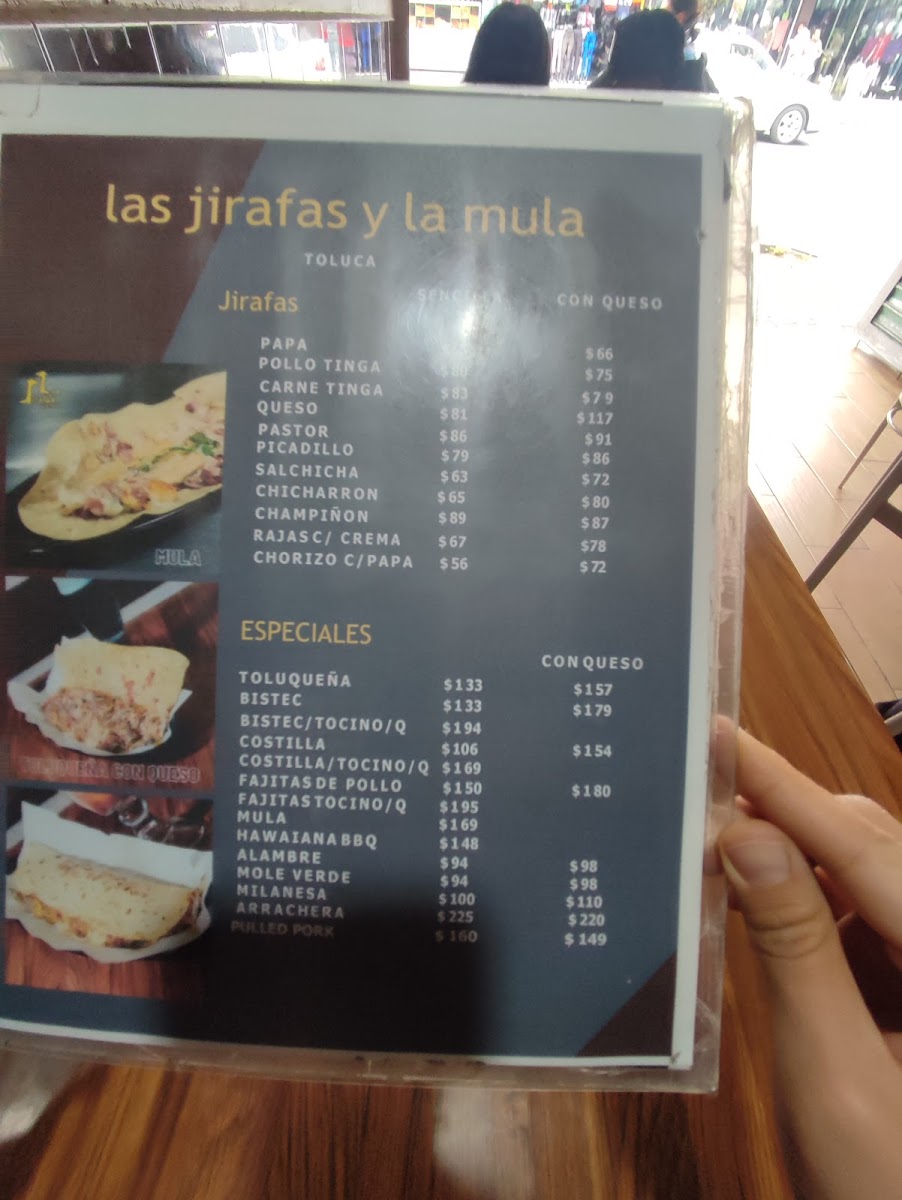 las jirafas y la mula
TOLUCA
Jirafas SENCILLA CON QUESO
PAPA $66
POLLO TINGA $75
CARNE TINGA $83 $79
QUESO $81 $117
PASTOR $86 $91
PICADILLO $79 $86
SALCHICHA $63 $72
CHICHARRON $65 $80
CHAMPIÑON $89 $87
RAJAS C/ CREMA $67 $78
CHORIZO C/PAPA $56 $72
MULA
ESPECIALES
CON QUESO
TOLUQUEÑA $133 $157
BISTEC $133 $179
BISTEC/TOCINO/Q $194
COSTILLA $106 $154
COSTILLA/TOCINO/Q $169
FAJITAS DE POLLO $150 $180
FAJITAS TOCINO/Q $195
MULA $169
HAWAIANA BBQ $148
ALAMBRE $94 $98
MOLE VERDE $94 $98
MILANESA $100 $110
ARRACHERA $225 $220
PULLED PORK $160 $149
TOLUQUEÑA CON QUESO